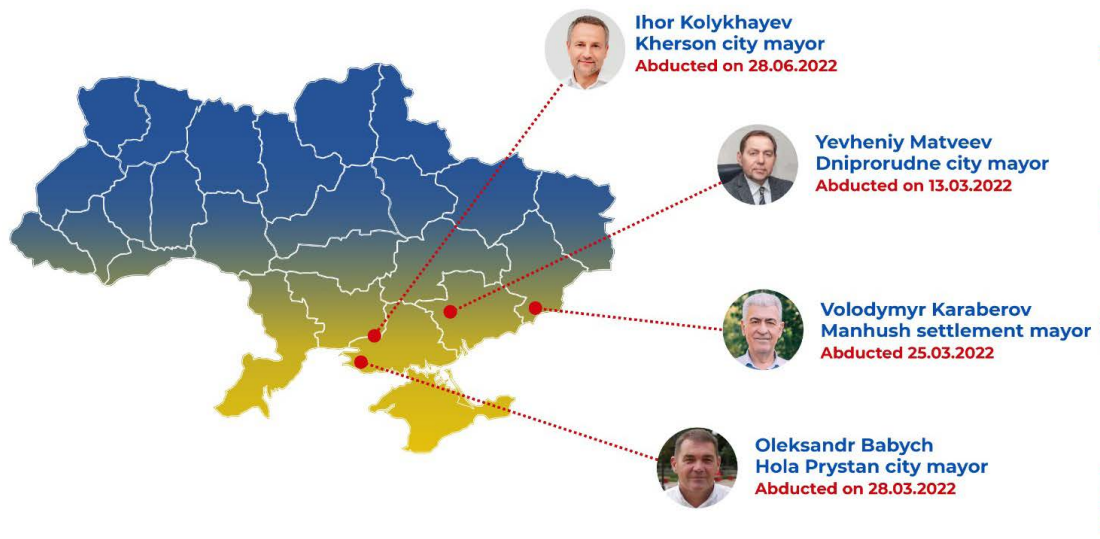 Ihor Kolykhayev
Kherson city mayor
Abducted on 28.06.2022
Yevheniy Matveev
Dniprorudne city mayor
Abducted on 13.03.2022
Volodymyr Karaberov
Manhush settlement mayor
Abducted 25.03.2022
Oleksandr Babych
Hola Prystan city mayor
Abducted on 28.03.2022